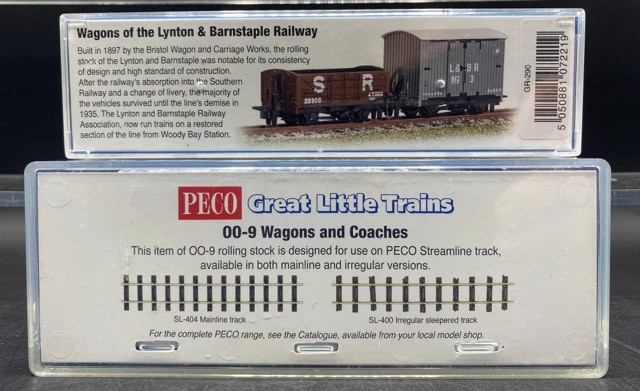 Wagons of the Lynton & Barnstaple Railway
Built in 1897 by the Bristol Wagon and Carriage Works, the rolling
stock of the Lynton and Barnstaple was notable for its consistency
of design and high standard of construction.
After the railway's absorption into the Southern
Railway and a change of livery, the majority of
the vehicles survived until the line's demise in
1935. The Lynton and Barnstaple Railway
Association, now run trains on a restored
section of the line from Woody Bay Station.
S R
28305
L & B R
No 3
GR-290
5 050881 072219
PECO Great Little Trains
OO-9 Wagons and Coaches
This item of OO-9 rolling stock is designed for use on PECO Streamline track,
available in both mainline and irregular versions.
SL-404 Mainline track
SL-400 Irregular sleepered track
For the complete PECO range, see the Catalogue, available from your local model shop.